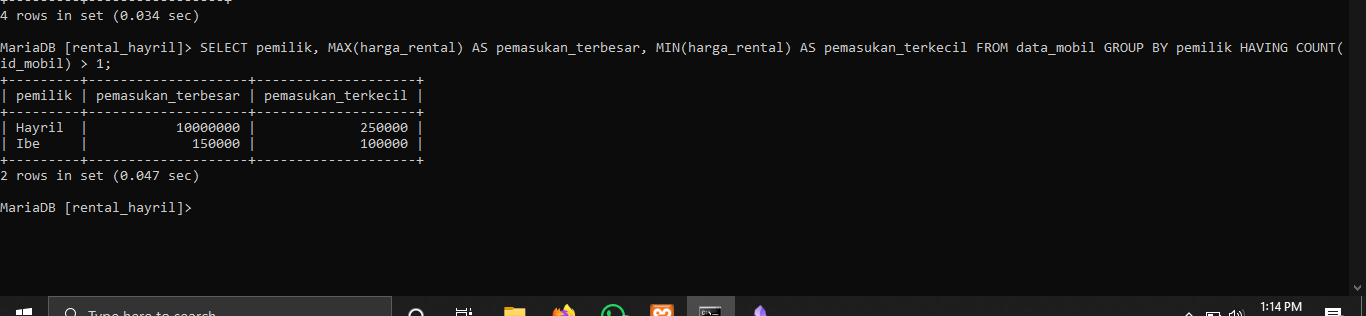 4 rows in set (0.034 sec)
MariaDB [rental_hayril]> SELECT pemilik, MAX(harga_rental) AS pemasukan_terbesar, MIN(harga_rental) AS pemasukan_terkecil FROM data_mobil GROUP BY pemilik HAVING COUNT(
id_mobil) > 1;
+---------+--------------------+--------------------+
| pemilik | pemasukan_terbesar | pemasukan_terkecil |
+---------+--------------------+--------------------+
| Hayril  |           10000000 |             250000 |
| Ibe     |             150000 |             100000 |
+---------+--------------------+--------------------+
2 rows in set (0.047 sec)
MariaDB [rental_hayril]>
Type here to search
1:14 PM